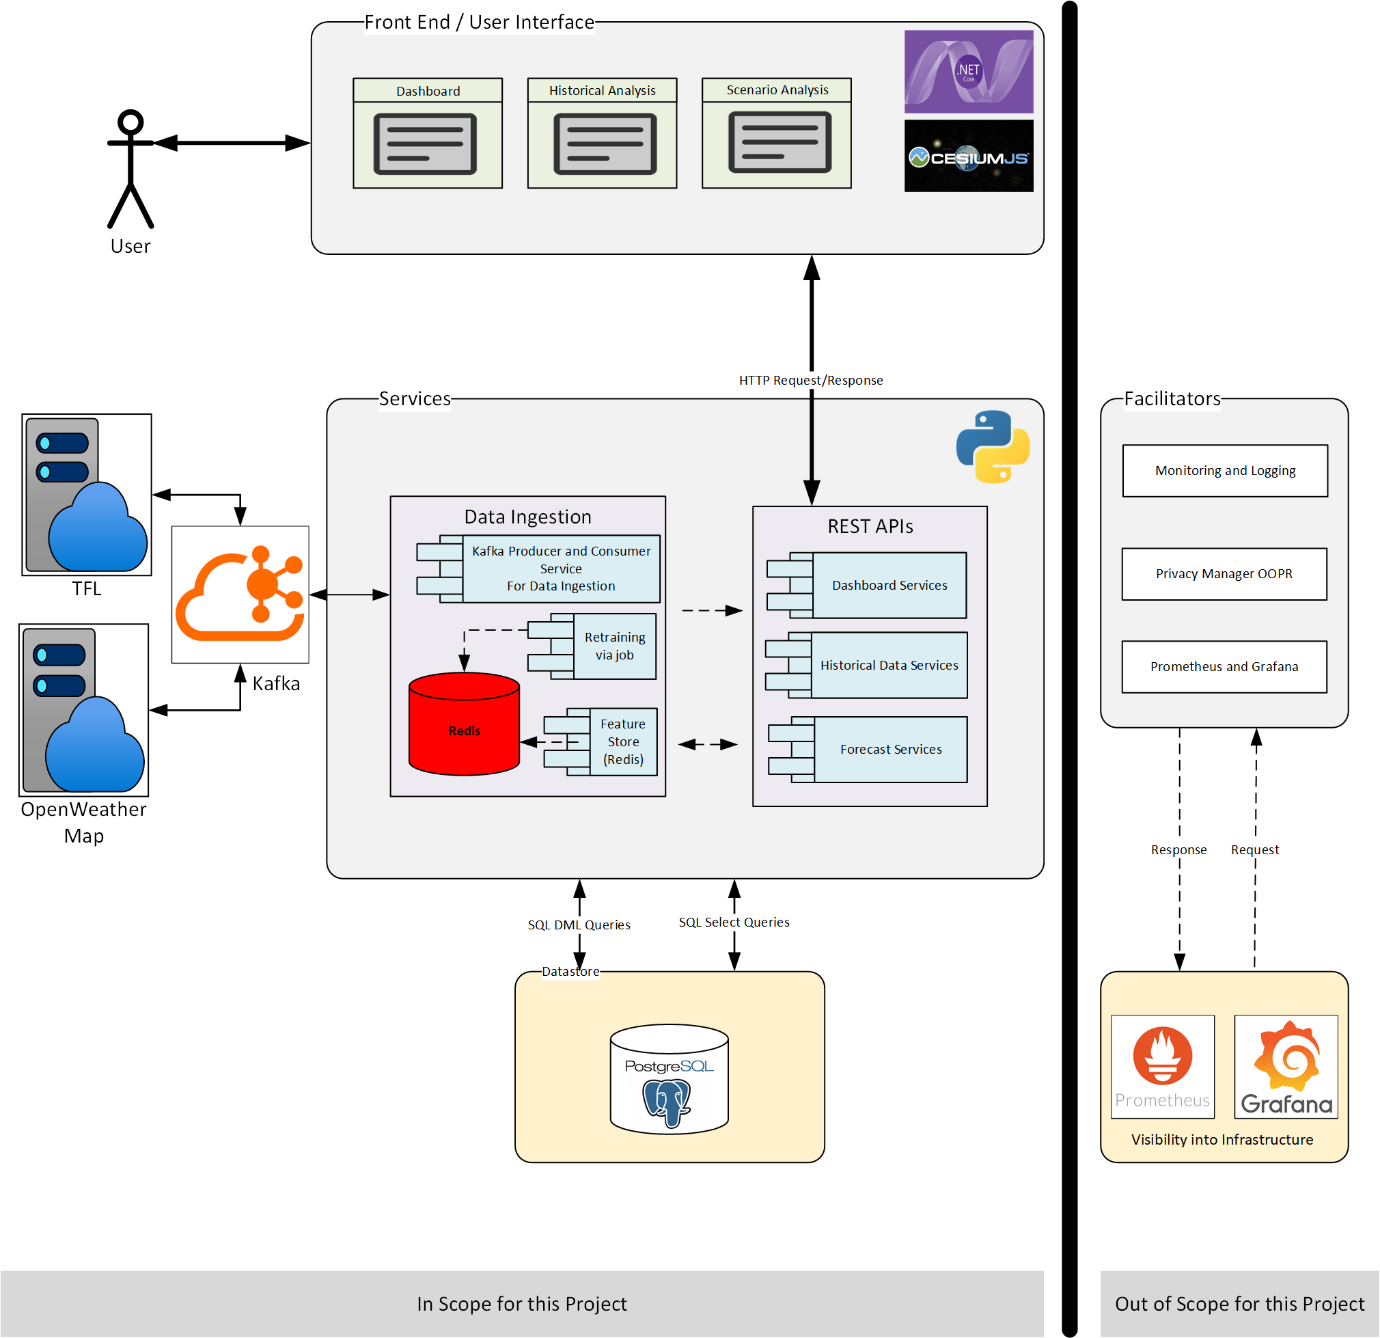 Front End / User Interface
.NET
Core
Dashboard
Historical Analysis
Scenario Analysis
CESIUMJS
User
HTTP Request/Response
Services
Facilitators
Monitoring and Logging
Data Ingestion
REST APIs
Kafka Producer and Consumer
Service
For Data Ingestion
Dashboard Services
Privacy Manager OOPR
TFL
Retraining
via job
Historical Data Services
Prometheus and Grafana
Kafka
Redis
Feature
Store
(Redis)
Forecast Services
OpenWeather
Map
Response
Request
SQL DML Queries
SQL Select Queries
Datastore
PostgreSQL
Prometheus
Grafana
Visibility into Infrastructure
In Scope for this Project
Out of Scope for this Project